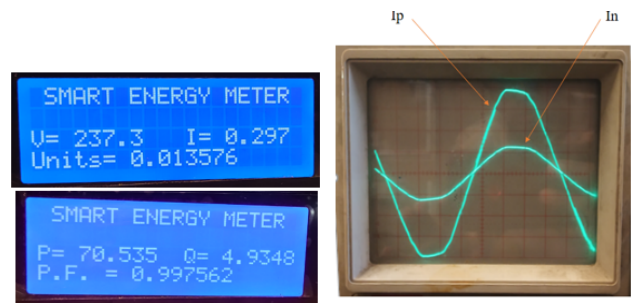 Ip
In
SMART ENERGY METER
V= 237.3 I= 0.297
Units= 0.013576
SMART ENERGY METER
P= 70.535 Q= 4.9348
P.F. = 0.997562